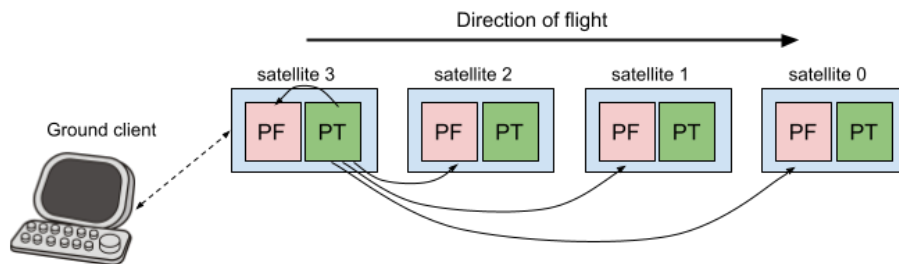 Direction of flight
satellite 3
satellite 2
satellite 1
satellite 0
Ground client
PF PT
PF PT
PF PT
PF PT